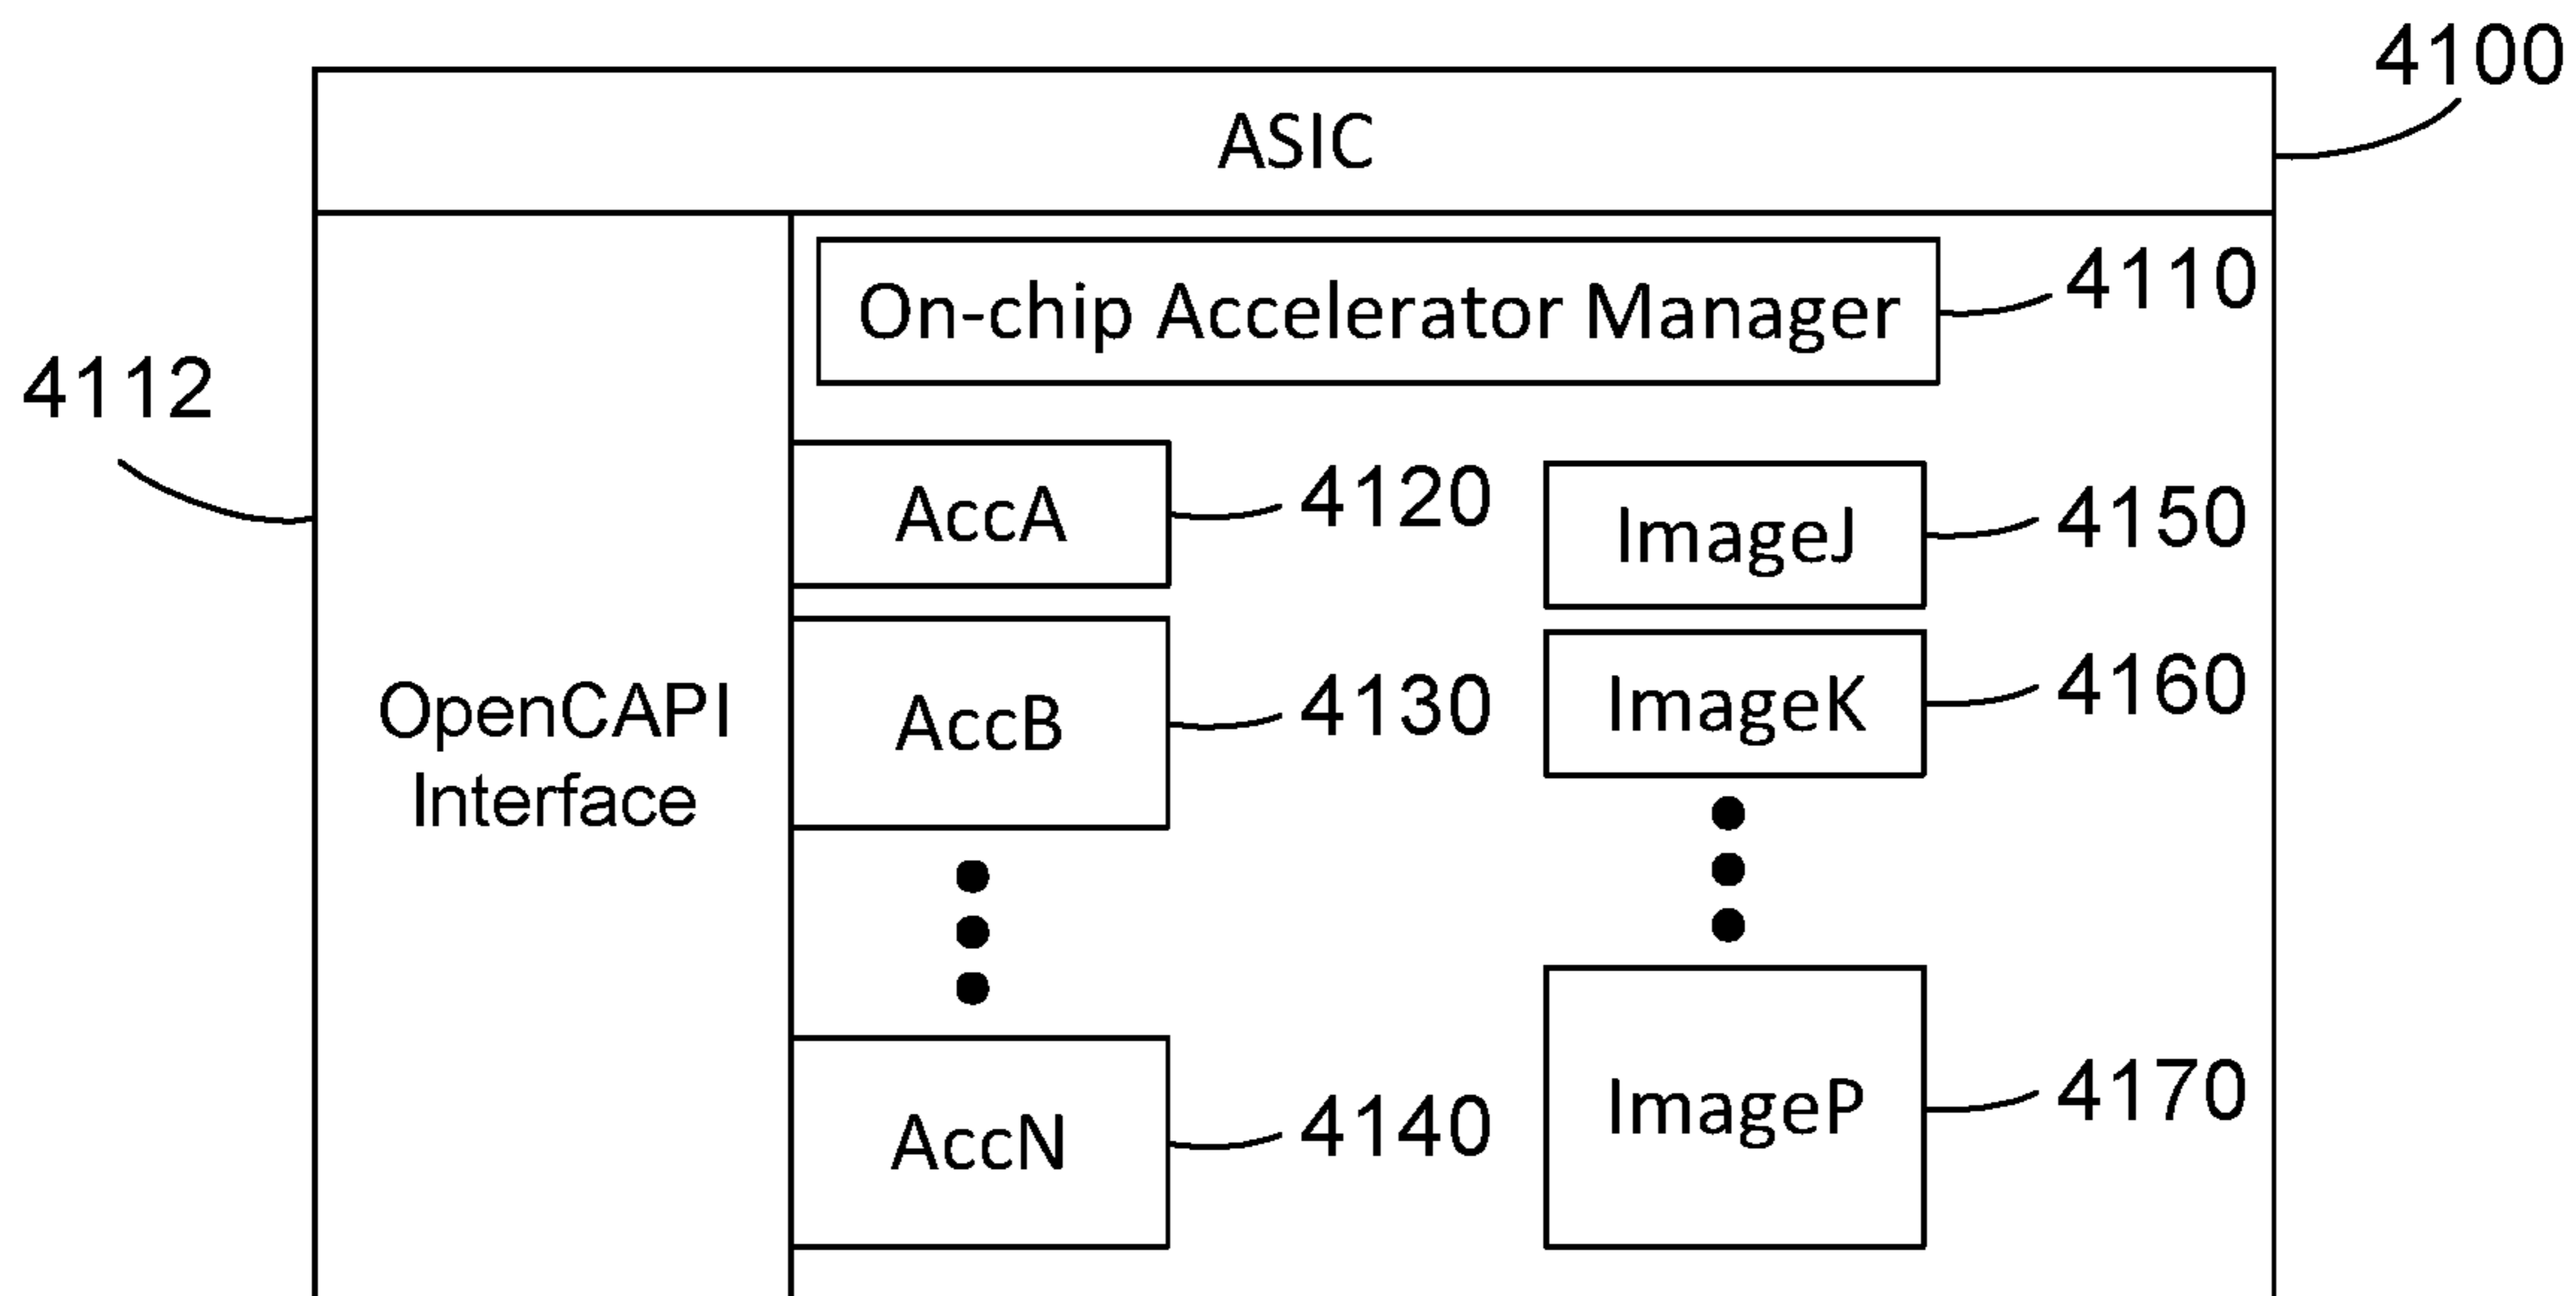 4100
ASIC
On-chip Accelerator Manager
4110
4112
AccA
4120
ImageJ
4150
OpenCAPI
Interface
AccB
4130
ImageK
4160
AccN
4140
ImageP
4170